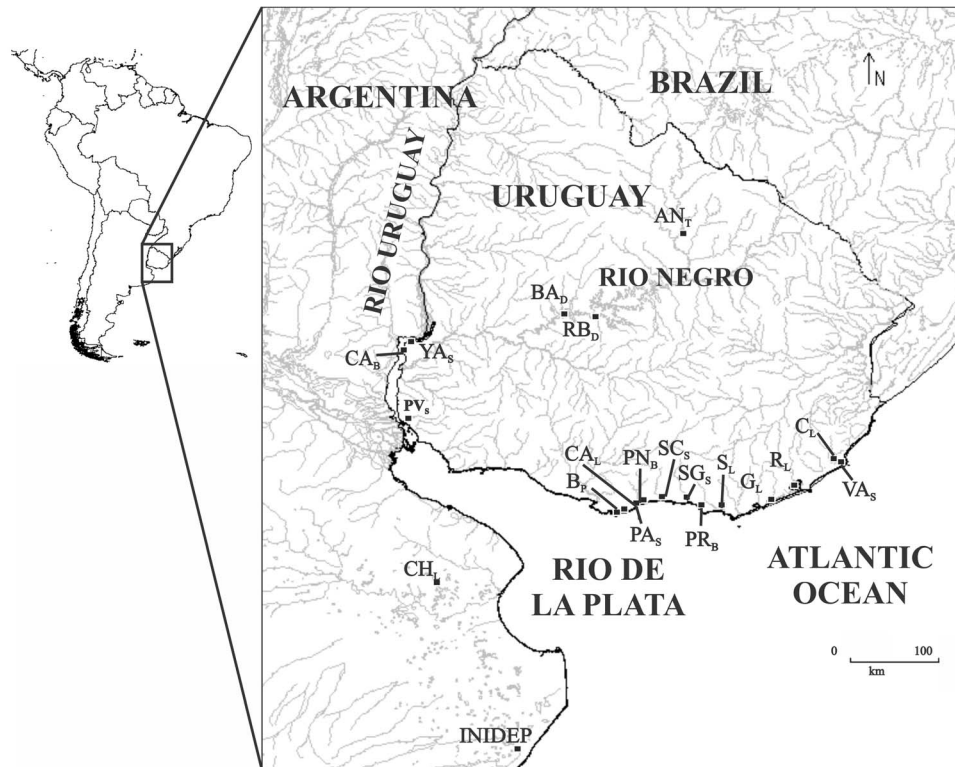 N
BRAZIL
ARGENTINA
RIO URUGUAY
URUGUAY
AN_T
RIO NEGRO
BA_D
RB_D
YA_S
CA_B
PV_S
C_L
VA_S
CA_L
PN_B
SC_S
SG_S
S_L
R_L
G_L
B_P
PA_S
PR_B
RIO DE
LA PLATA
ATLANTIC
OCEAN
CH_L
0 100
km
INIDEP